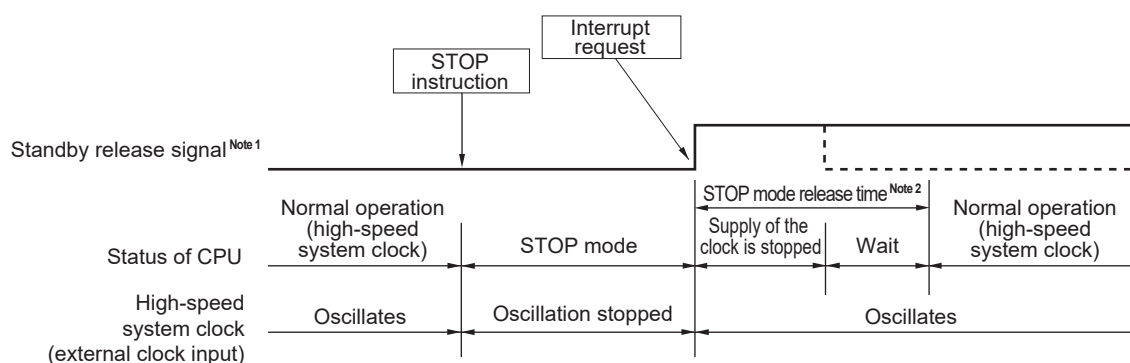 Interrupt
request
STOP
instruction
Standby release signal Note 1
STOP mode release time Note 2
Normal operation
(high-speed
system clock)
Supply of the
clock is stopped
Normal operation
(high-speed
system clock)
Status of CPU
STOP mode
Wait
High-speed
system clock
(external clock input)
Oscillates
Oscillation stopped
Oscillates